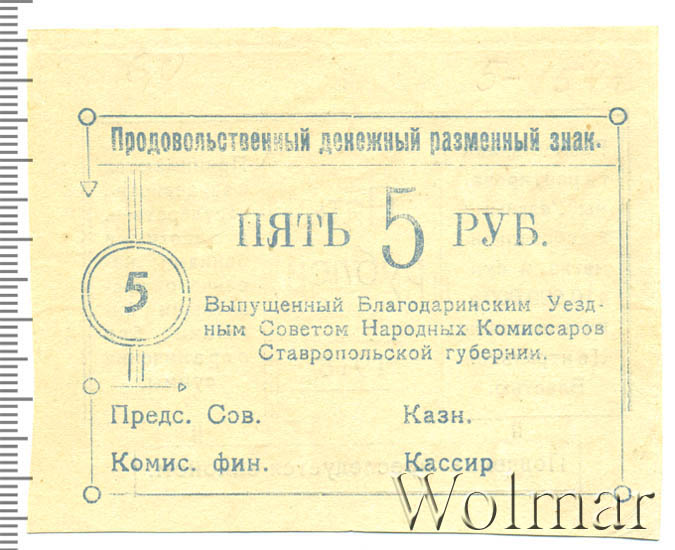 Продовольственный денежный разменный знак.
ПЯТЬ 5 РУБ.
5
Выпущенный Благодаринским Уезд-
ным Советом Народных Комиссаров
Ставропольской губернии.
Предс. Сов. Казн.
Комис. фин. Кассир
Wolmar